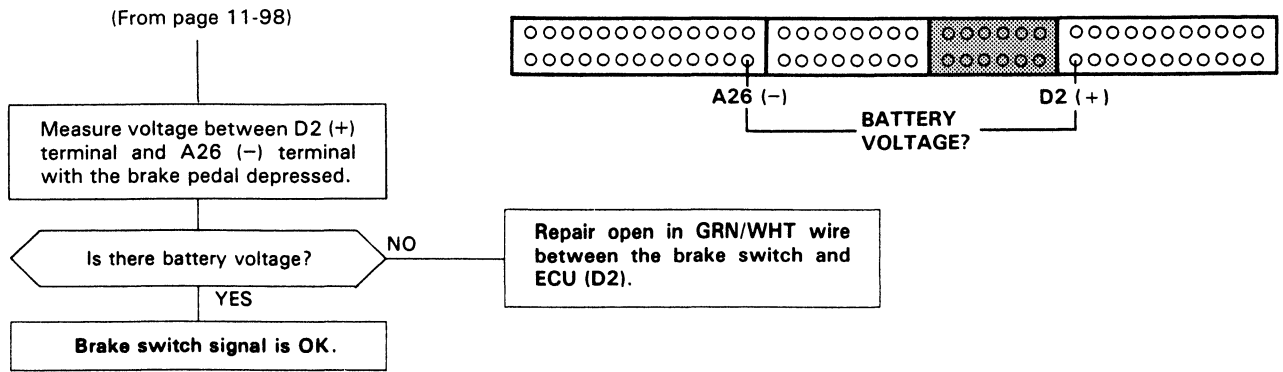 (From page 11-98)
A26 (−)
D2 (+)
BATTERY
VOLTAGE?
Measure voltage between D2 (+)
terminal and A26 (−) terminal
with the brake pedal depressed.
Is there battery voltage?
NO
Repair open in GRN/WHT wire
between the brake switch and
ECU (D2).
YES
Brake switch signal is OK.